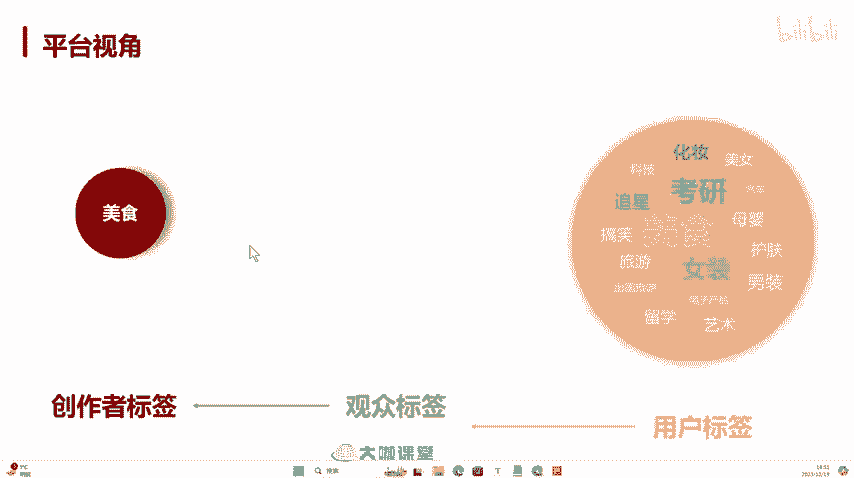 平台视角
bilibili
美食
化妆
科技 美女
考研
追星
美食 母婴
搞笑
旅游 护肤
女装
男装
留学 艺术
创作者标签 观众标签 用户标签
大咖课堂
搜索